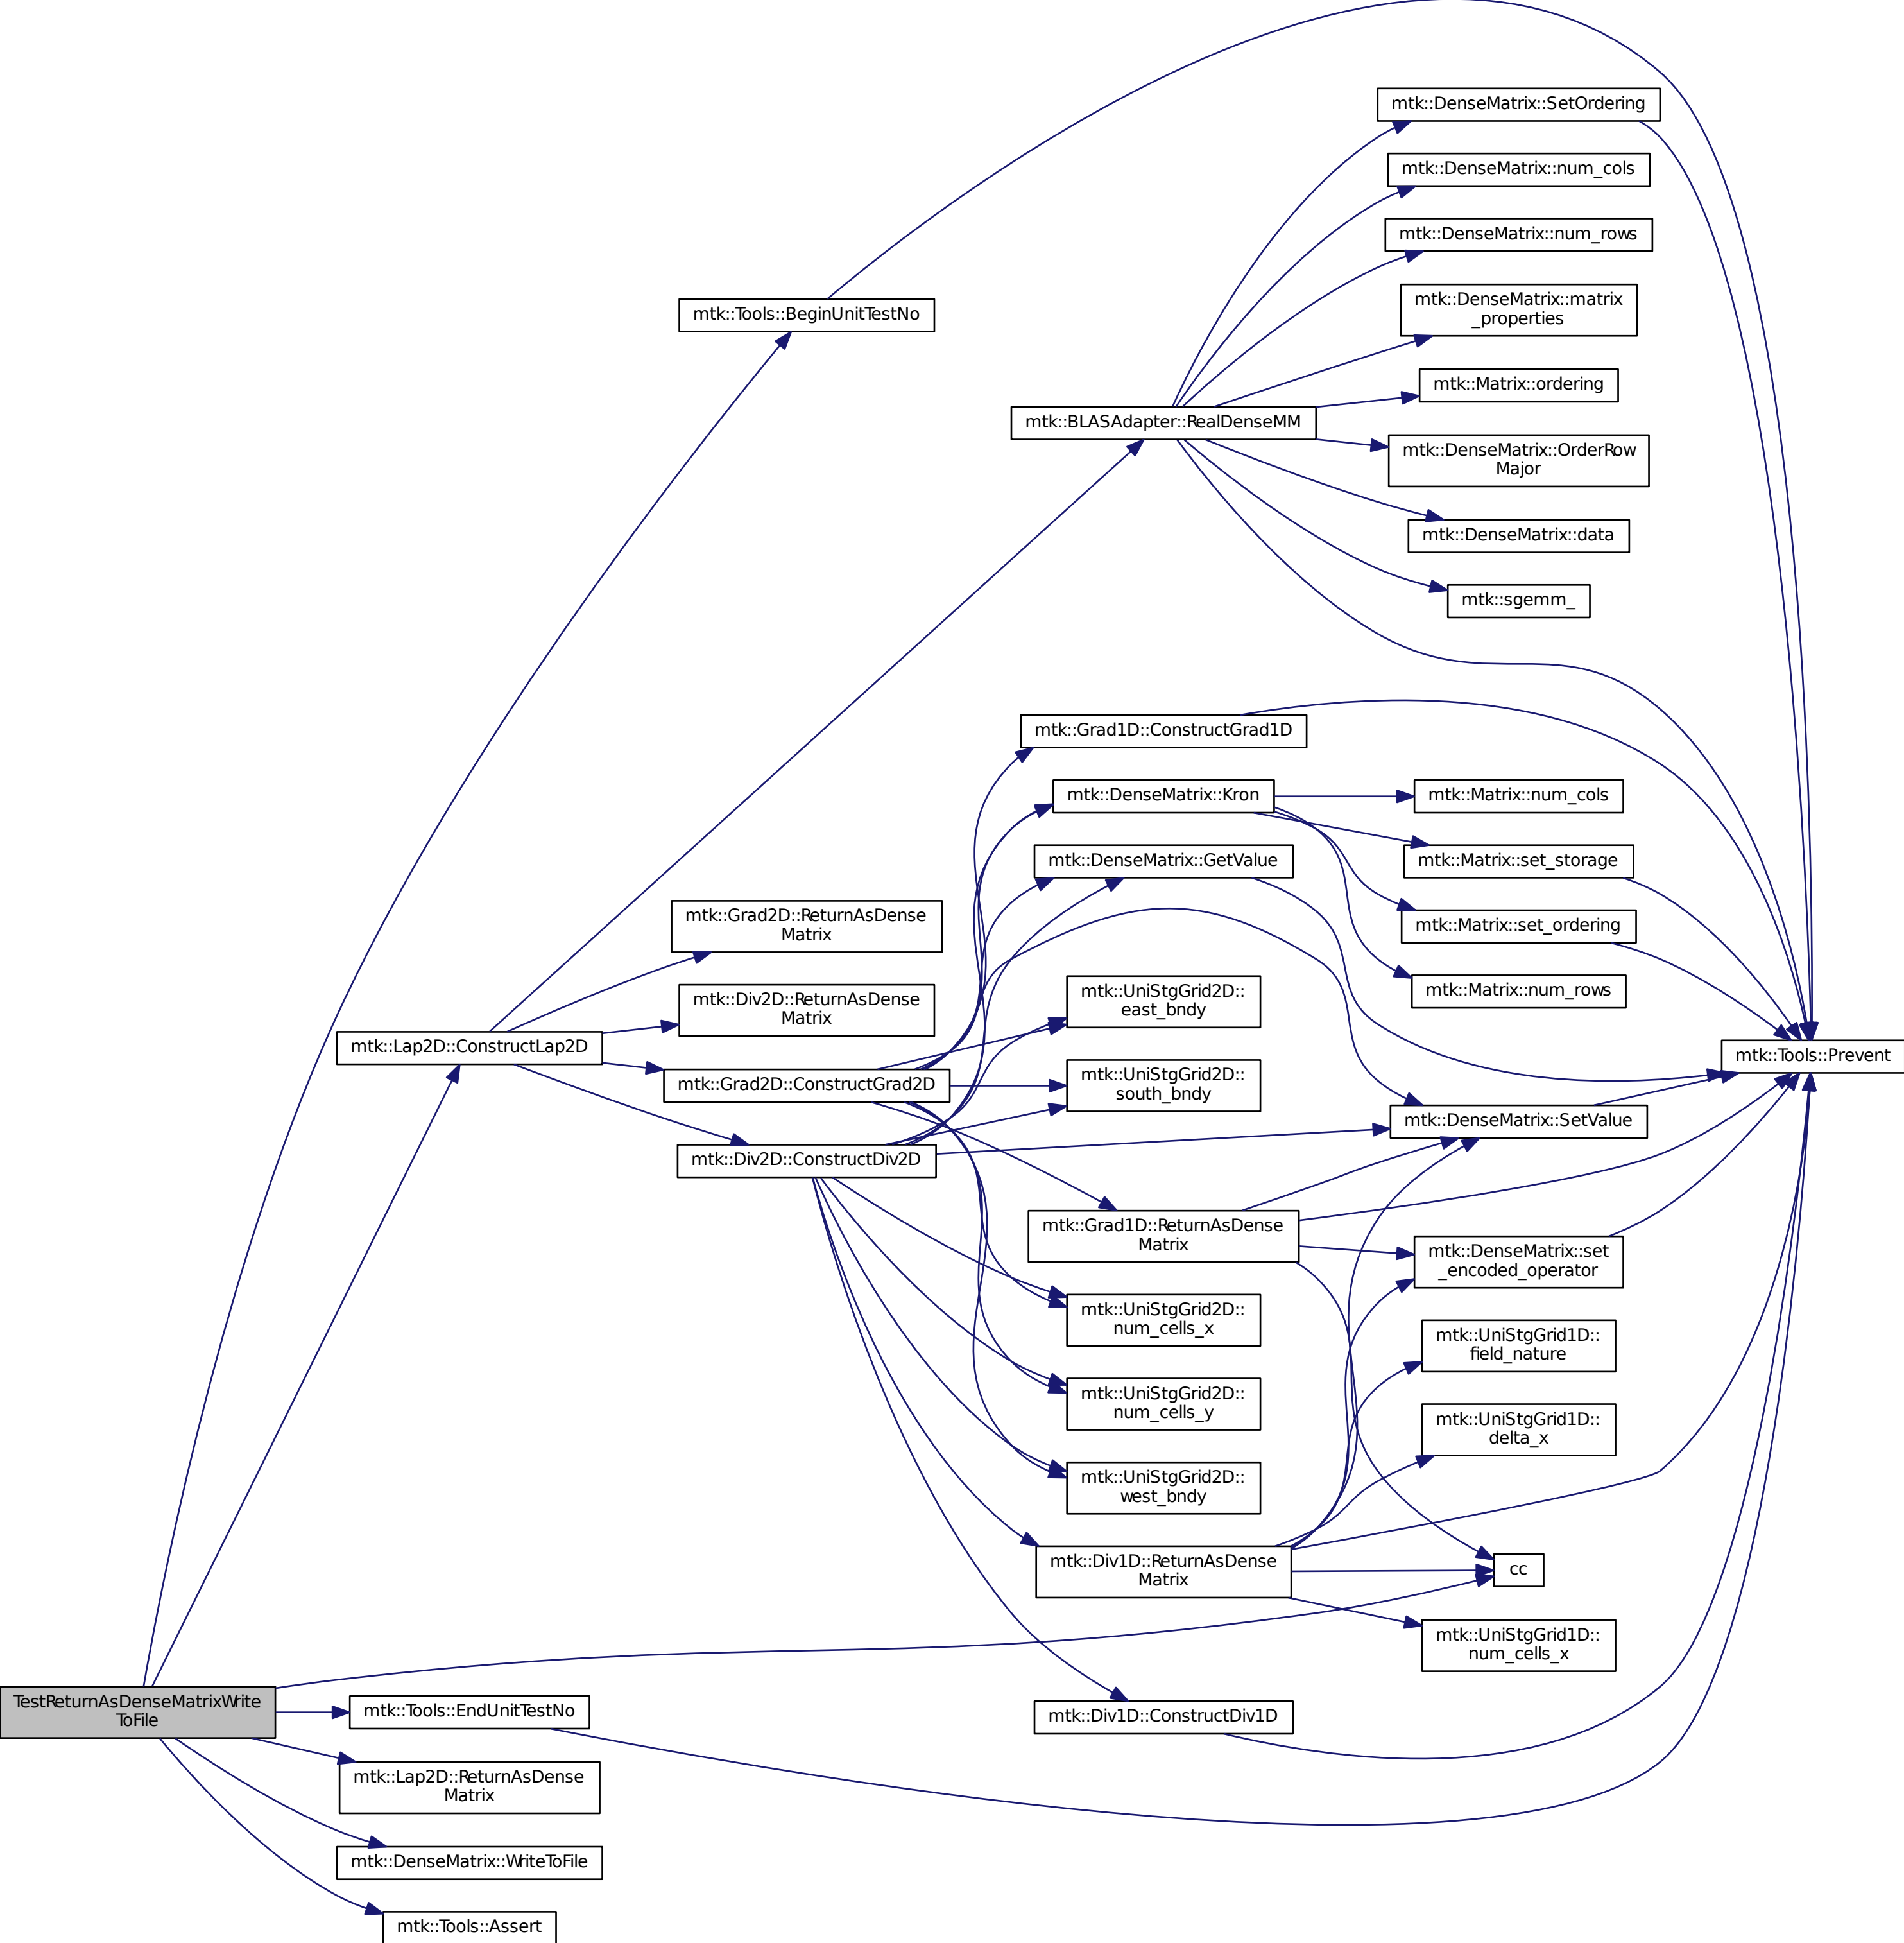 mtk::DenseMatrix::SetOrdering
mtk::DenseMatrix::num_cols
mtk::DenseMatrix::num_rows
mtk::DenseMatrix::matrix
_properties
mtk::Tools::BeginUnitTestNo
mtk::Matrix::ordering
mtk::BLASAdapter::RealDenseMM
mtk::DenseMatrix::OrderRow
Major
mtk::DenseMatrix::data
mtk::sgemm_
mtk::Grad1D::ConstructGrad1D
mtk::DenseMatrix::Kron
mtk::Matrix::num_cols
mtk::DenseMatrix::GetValue
mtk::Matrix::set_storage
mtk::Grad2D::ReturnAsDense
Matrix
mtk::Matrix::set_ordering
mtk::UniStgGrid2D::
east_bndy
mtk::Matrix::num_rows
mtk::Div2D::ReturnAsDense
Matrix
mtk::Lap2D::ConstructLap2D
mtk::Tools::Prevent
mtk::Grad2D::ConstructGrad2D
mtk::UniStgGrid2D::
south_bndy
mtk::DenseMatrix::SetValue
mtk::Div2D::ConstructDiv2D
mtk::Grad1D::ReturnAsDense
Matrix
mtk::DenseMatrix::set
_encoded_operator
mtk::UniStgGrid2D::
num_cells_x
mtk::UniStgGrid1D::
field_nature
mtk::UniStgGrid2D::
num_cells_y
mtk::UniStgGrid1D::
delta_x
mtk::UniStgGrid2D::
west_bndy
mtk::Div1D::ReturnAsDense
Matrix
cc
mtk::UniStgGrid1D::
num_cells_x
TestReturnAsDenseMatrixWrite
ToFile
mtk::Tools::EndUnitTestNo
mtk::Div1D::ConstructDiv1D
mtk::Lap2D::ReturnAsDense
Matrix
mtk::DenseMatrix::WriteToFile
mtk::Tools::Assert